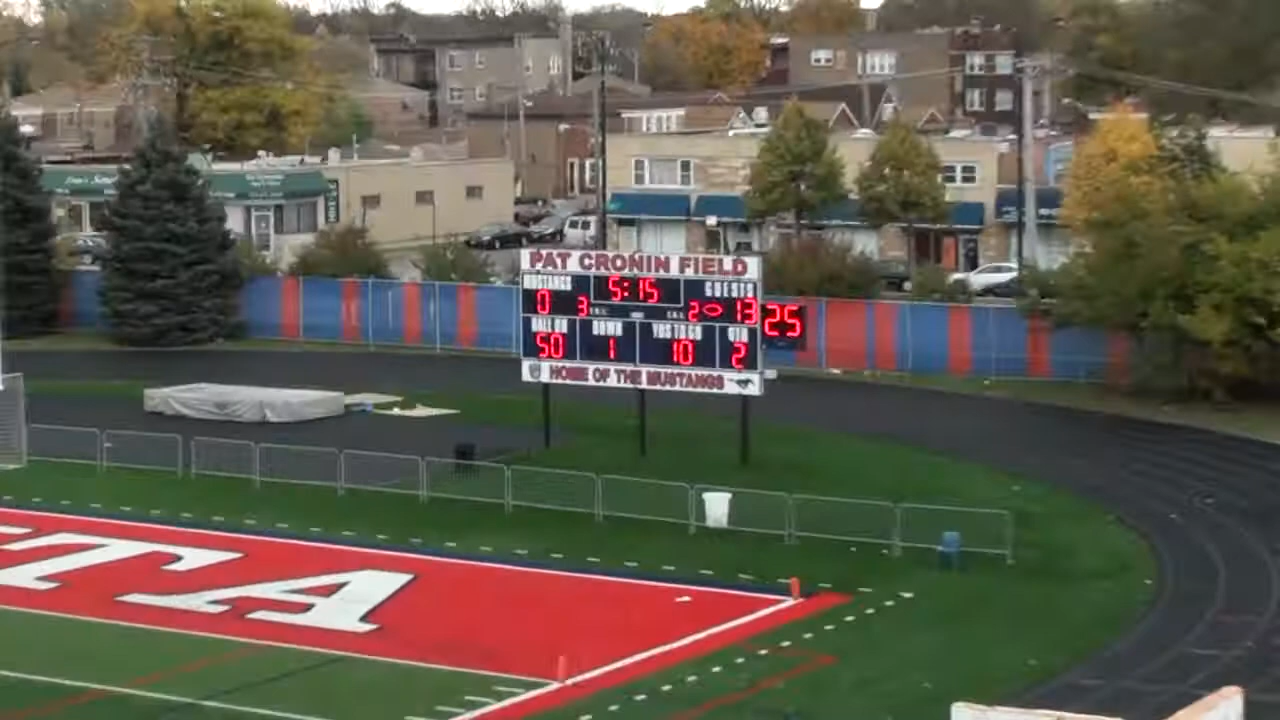 PAT CRONIN FIELD
MUSTANGS 5:15 GUESTS
0 3 2 13 25
BALL ON DOWN YDS TO GO QTR
50 1 10 2
HOME OF THE MUSTANGS
TA